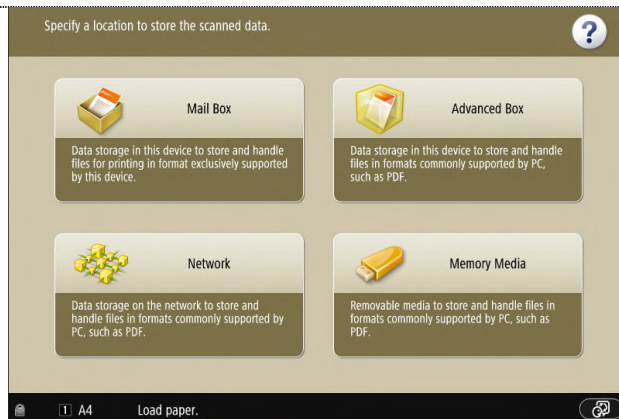 Specify a location to store the scanned data.
?
Mail Box
Data storage in this device to store and handle
files for printing in format exclusively supported
by this device.
Advanced Box
Data storage in this device to store and handle
files in formats commonly supported by PC,
such as PDF.
Network
Data storage on the network to store and
handle files in formats commonly supported by
PC, such as PDF.
Memory Media
Removable media to store and handle files in
formats commonly supported by PC, such as
PDF.
1 A4 Load paper.